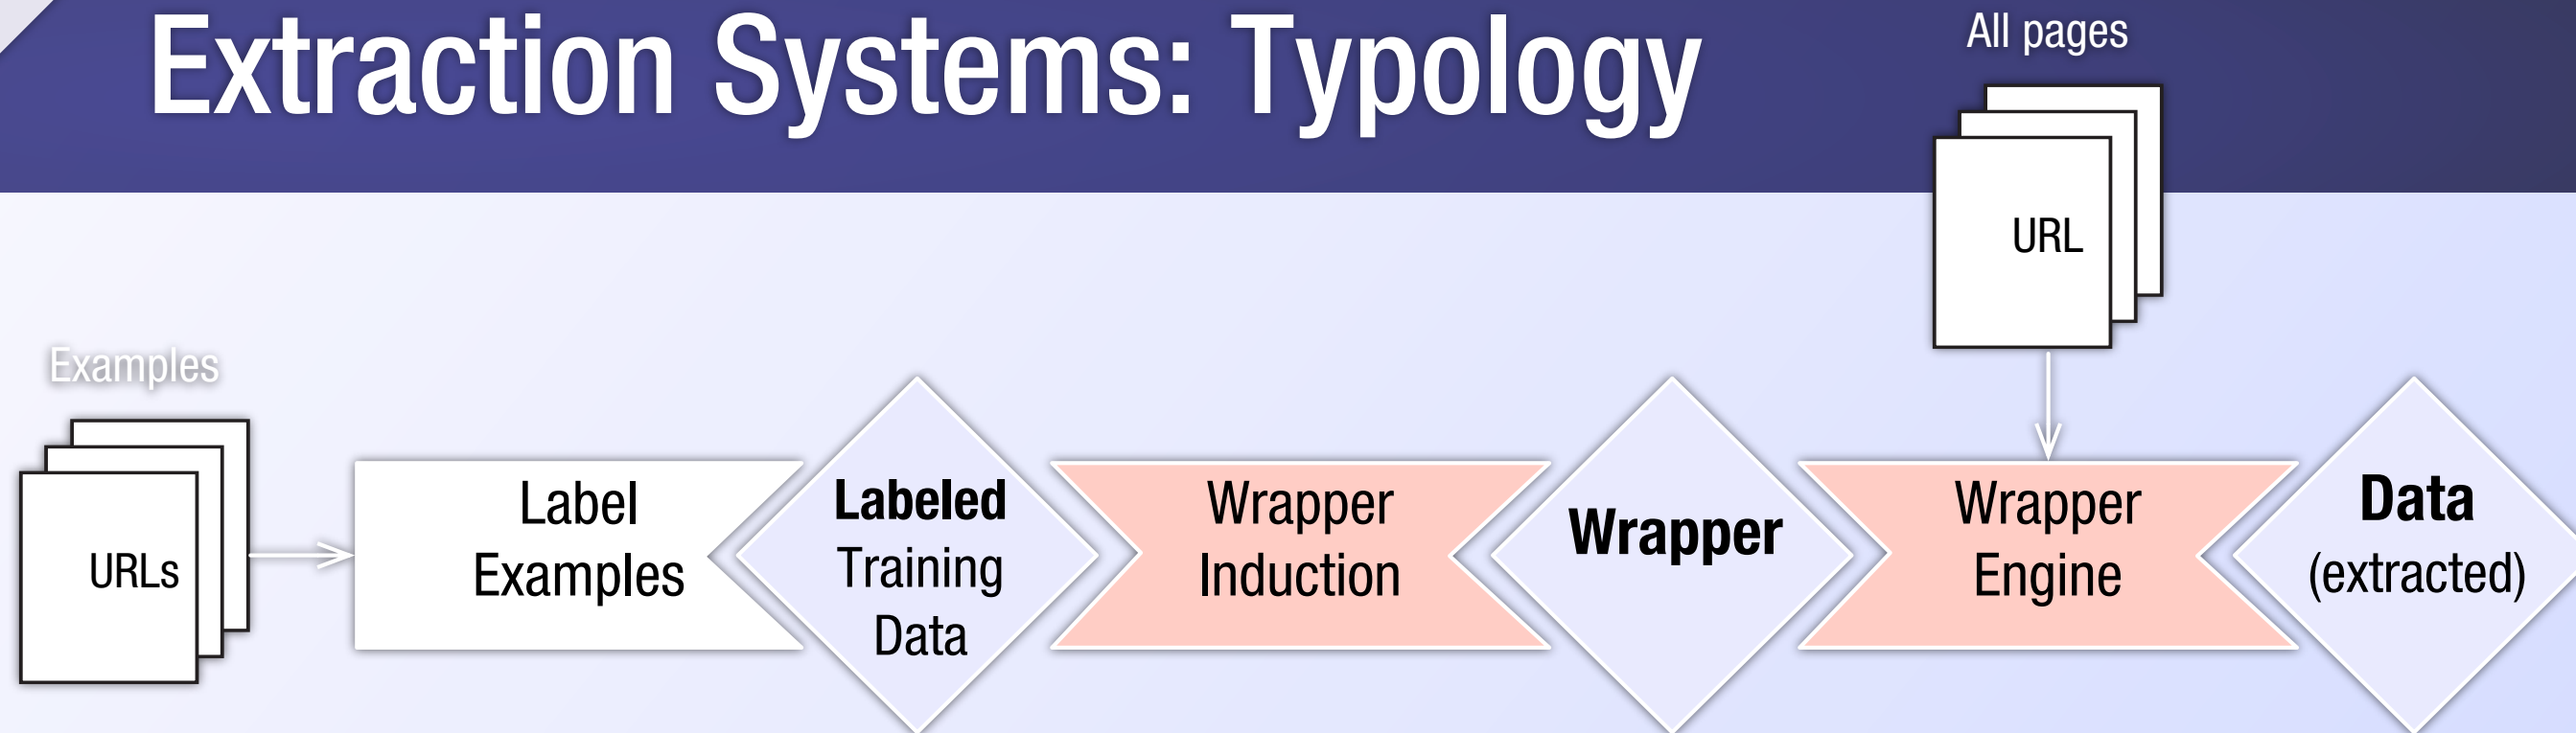 Extraction Systems: Typology
All pages
URL
Examples
URLs
Label
Examples
Labeled
Training
Data
Wrapper
Induction
Wrapper
Wrapper
Engine
Data
(extracted)